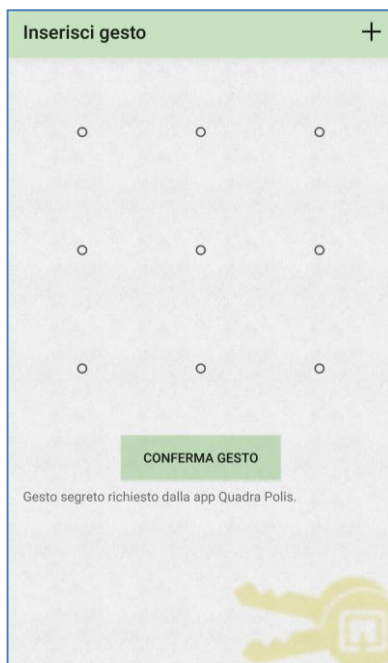 Inserisci gesto
CONFERMA GESTO
Gesto segreto richiesto dalla app Quadra Polis.